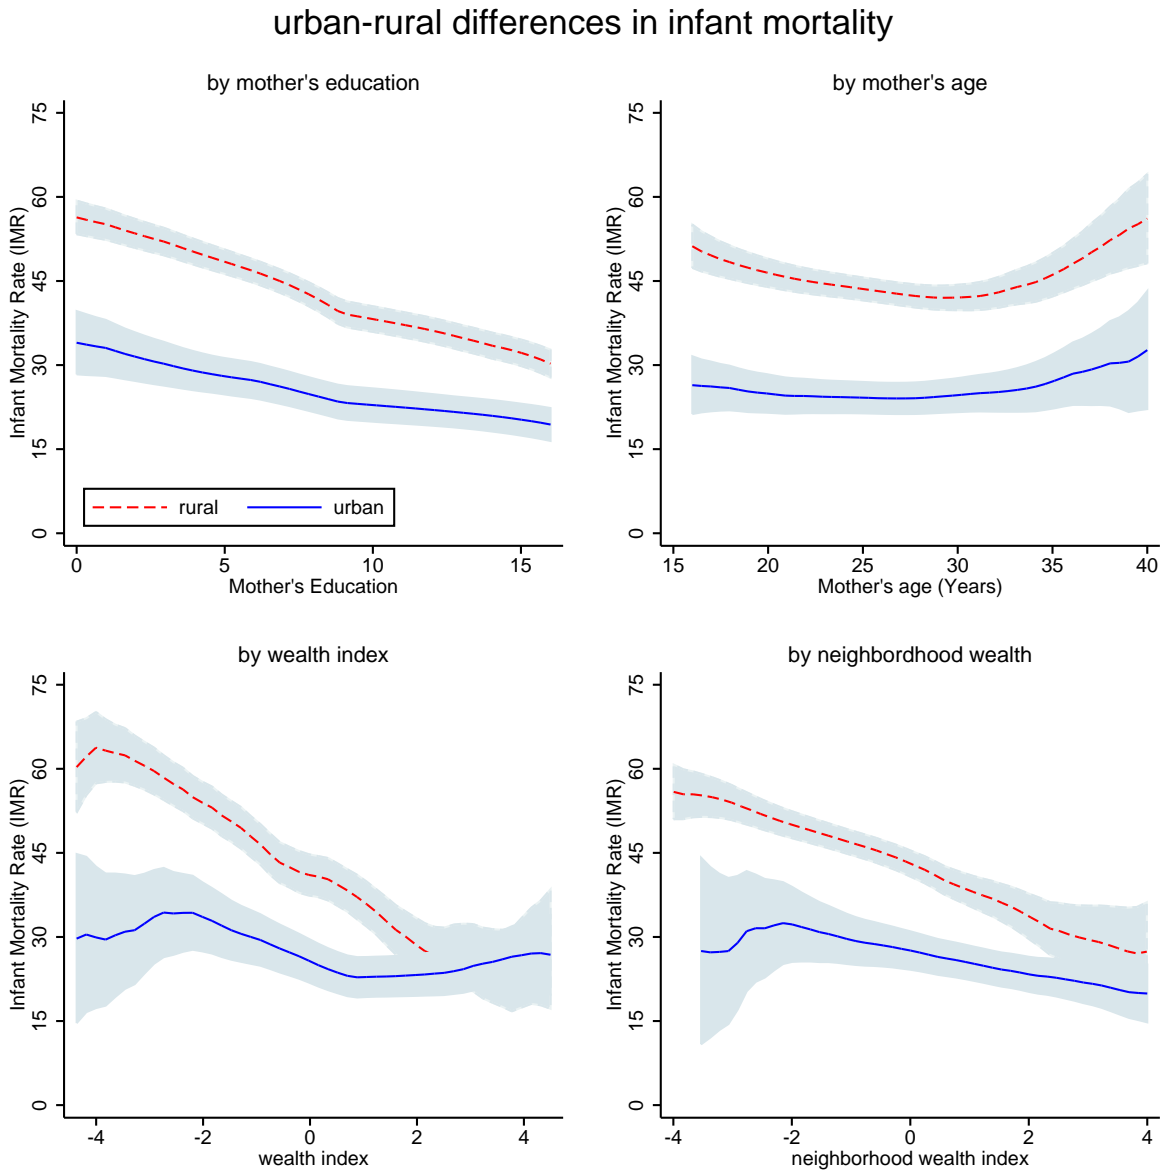 urban-rural differences in infant mortality
by mother's education
Infant Mortality Rate (IMR)
75
60
45
30
15
0
rural urban
0 5 10 15
Mother's Education
by mother's age
Infant Mortality Rate (IMR)
75
60
45
30
15
0
15 20 25 30 35 40
Mother's age (Years)
by wealth index
Infant Mortality Rate (IMR)
75
60
45
30
15
0
-4 -2 0 2 4
wealth index
by neighbordhood wealth
Infant Mortality Rate (IMR)
75
60
45
30
15
0
-4 -2 0 2 4
neighborhood wealth index